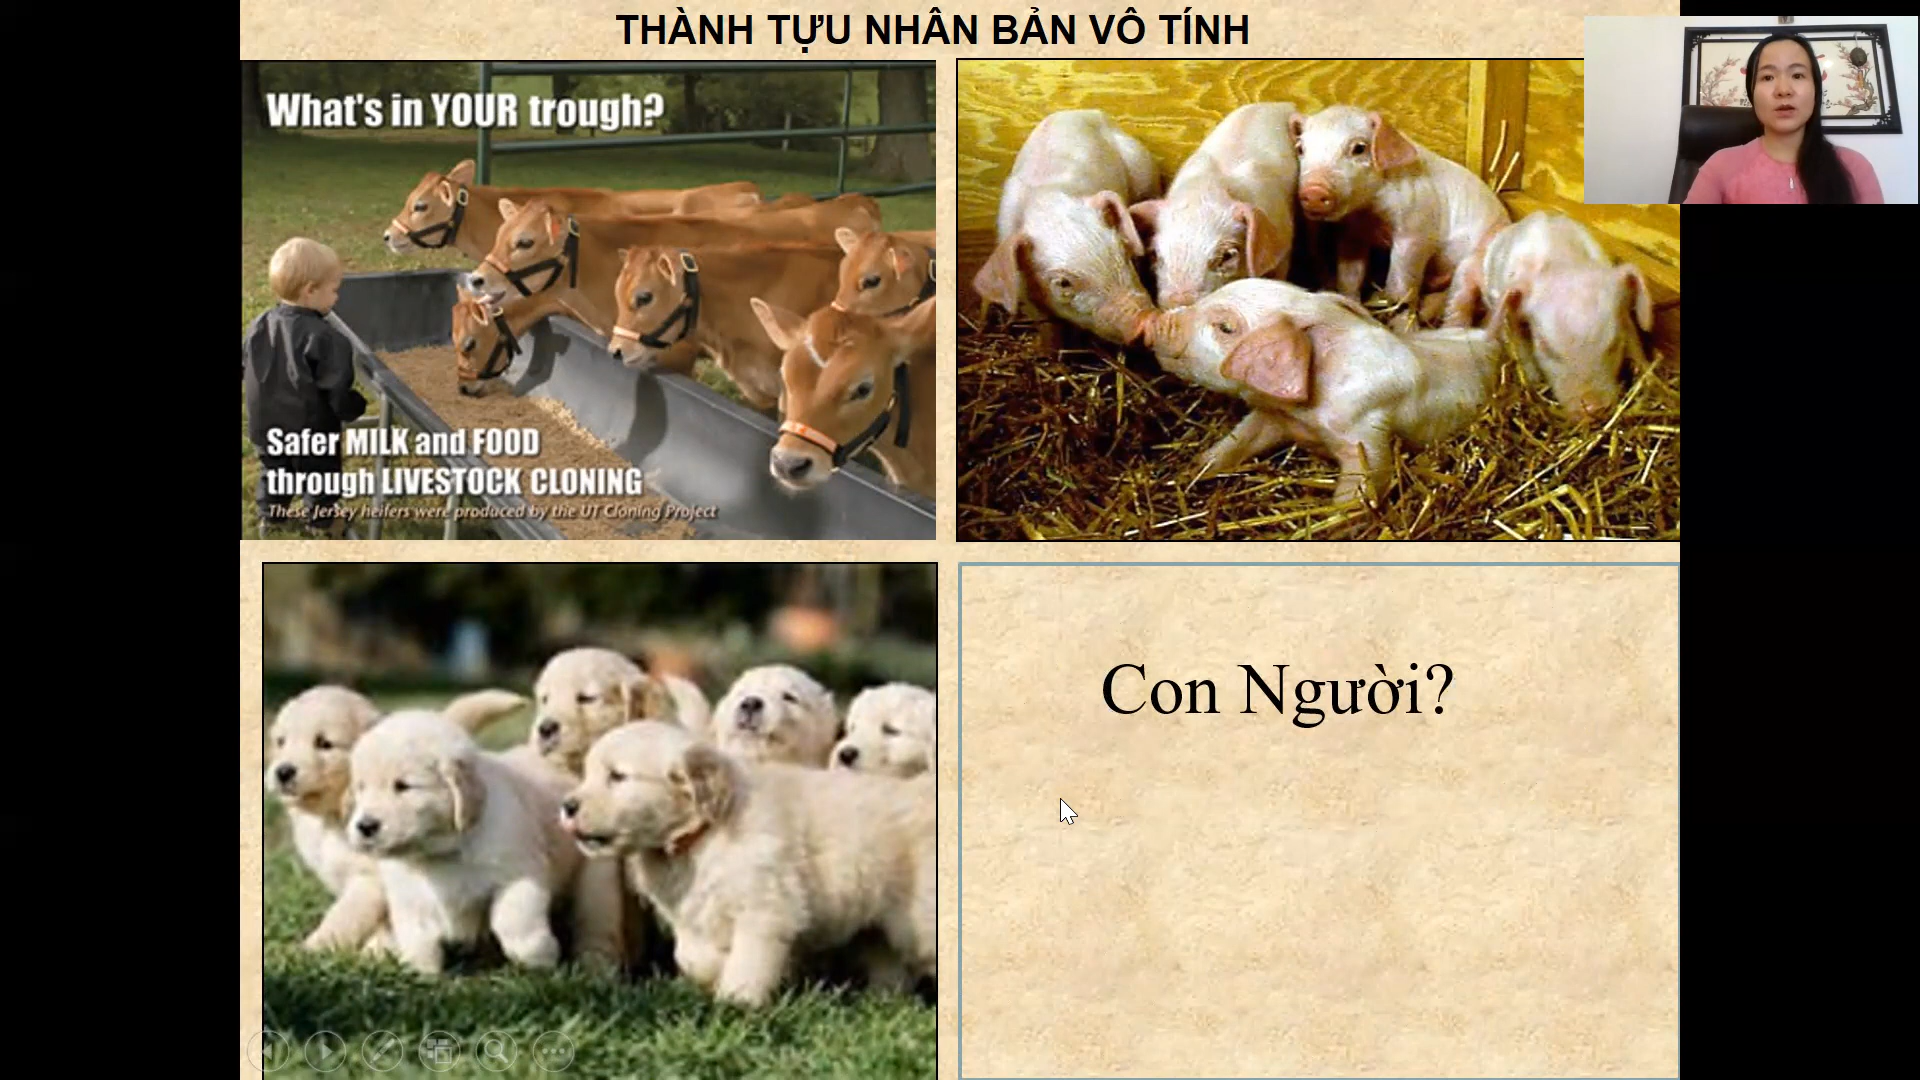 THÀNH TỰU NHÂN BẢN VÔ TÍNH
What's in YOUR trough?
Safer MILK and FOOD
through LIVESTOCK CLONING
These Jersey heifers were produced by the UT Cloning Project
Con Người?